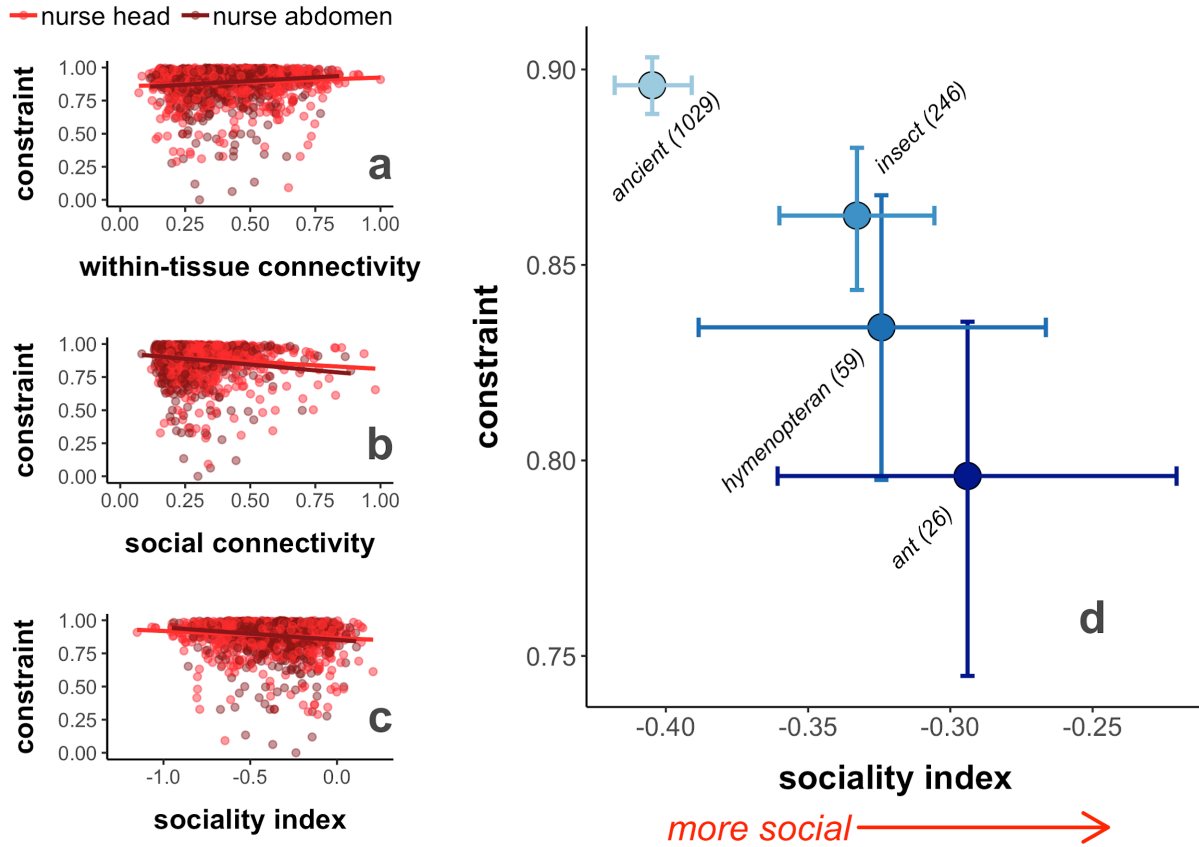 nurse head nurse abdomen
constraint
1.00
0.75
0.50
0.25
0.00
a
0.00 0.25 0.50 0.75 1.00
within-tissue connectivity
constraint
1.00
0.75
0.50
0.25
0.00
b
0.00 0.25 0.50 0.75 1.00
social connectivity
constraint
1.00
0.75
0.50
0.25
0.00
c
-1.0 -0.5 0.0
sociality index
constraint
0.90
0.85
0.80
0.75
ancient (1029)
insect (246)
hymenopteran (59)
ant (26)
d
-0.40 -0.35 -0.30 -0.25
sociality index
more social